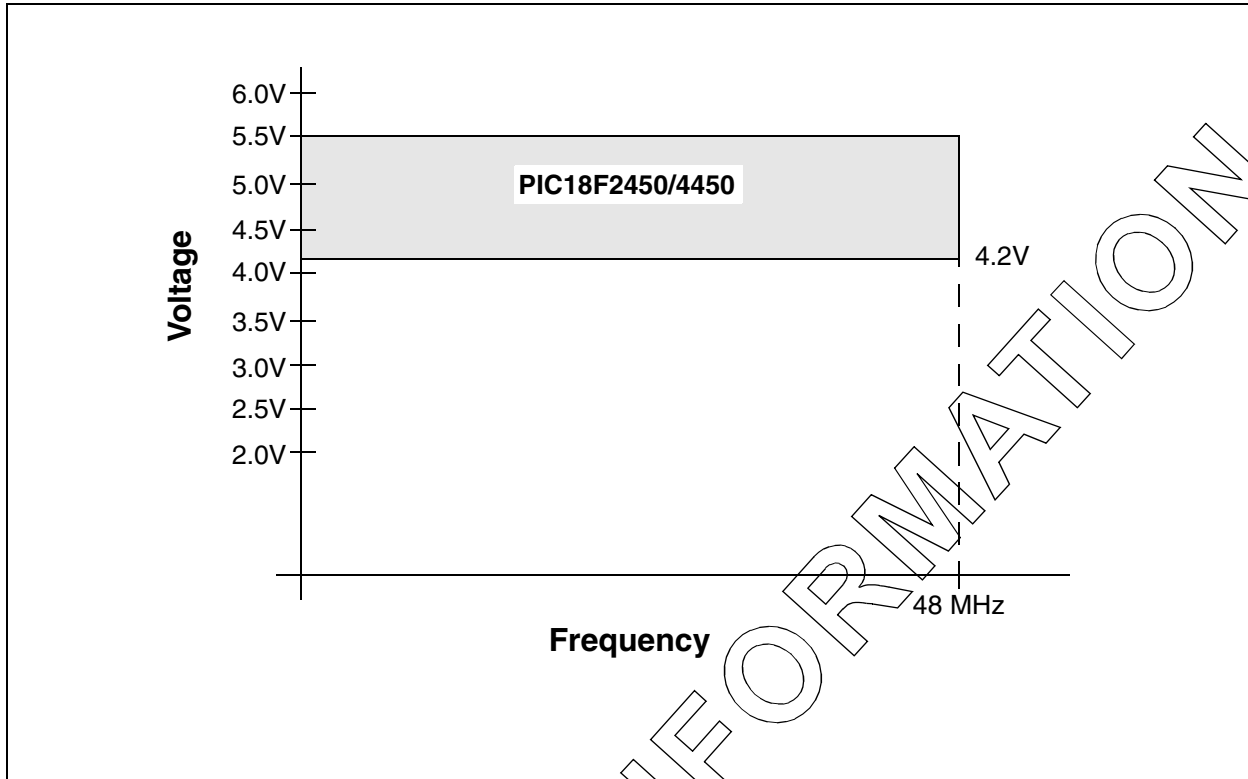 6.0V
5.5V
5.0V
PIC18F2450/4450
4.5V
4.2V
4.0V
3.5V
3.0V
2.5V
2.0V
Voltage
48 MHz
Frequency
NFORMATION